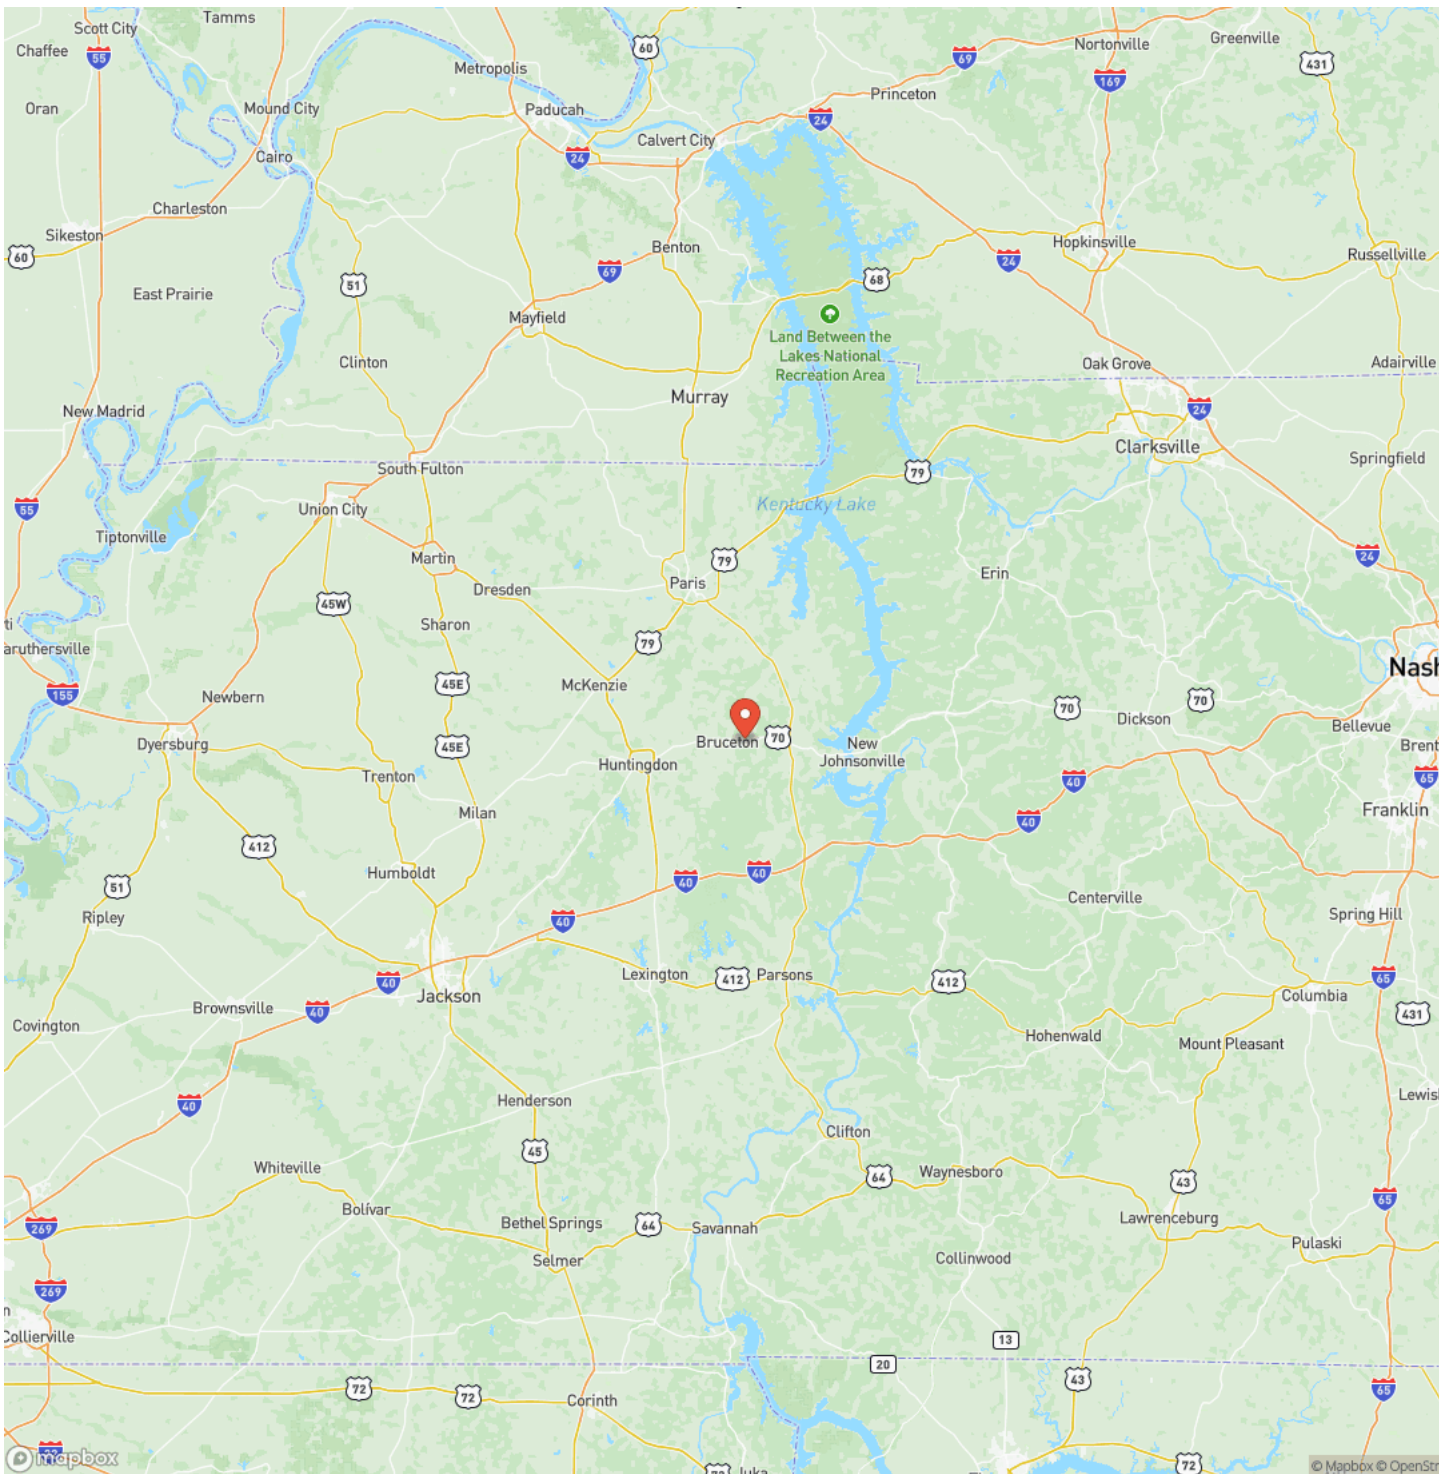 Tamms
Scott City
Chaffee
55
60
Metropolis
69
Nortonville
Greenville
431
169
Oran
Mound City
Paducah
Princeton
24
Calvert City
Cairo
24
Charleston
Sikeston
60
Benton
Hopkinsville
Russellville
24
69
68
51
East Prairie
Mayfield
Land Between the
Lakes National
Recreation Area
Clinton
Oak Grove
Adairville
Murray
New Madrid
24
Clarksville
South Fulton
79
Springfield
55
Union City
Kentucky Lake
Tiptonville
Martin
79
24
Paris
Erin
Dresden
45W
Sharon
ti
aruthersville
79
Nash
155
Newbern
45E
McKenzie
70
70
Dickson
Bellevue
Dyersburg
45E
Bruceton
70
New
Johnsonville
Brent
Huntingdon
Trenton
40
65
Milan
Franklin
40
412
Humboldt
40
40
51
Centerville
Ripley
40
Spring Hill
Lexington
412
Parsons
412
65
40
Jackson
Columbia
Brownsville
40
431
Covington
Hohenwald
Mount Pleasant
40
Henderson
Lewis
Clifton
45
Whiteville
64
Waynesboro
43
65
Bolívar
Lawrenceburg
269
Bethel Springs
64
Savannah
Pulaski
Selmer
Collinwood
269
n
Collierville
13
20
72
72
43
65
Corinth
22
mapbox
72
Iuka
72
© Mapbox © OpenStr